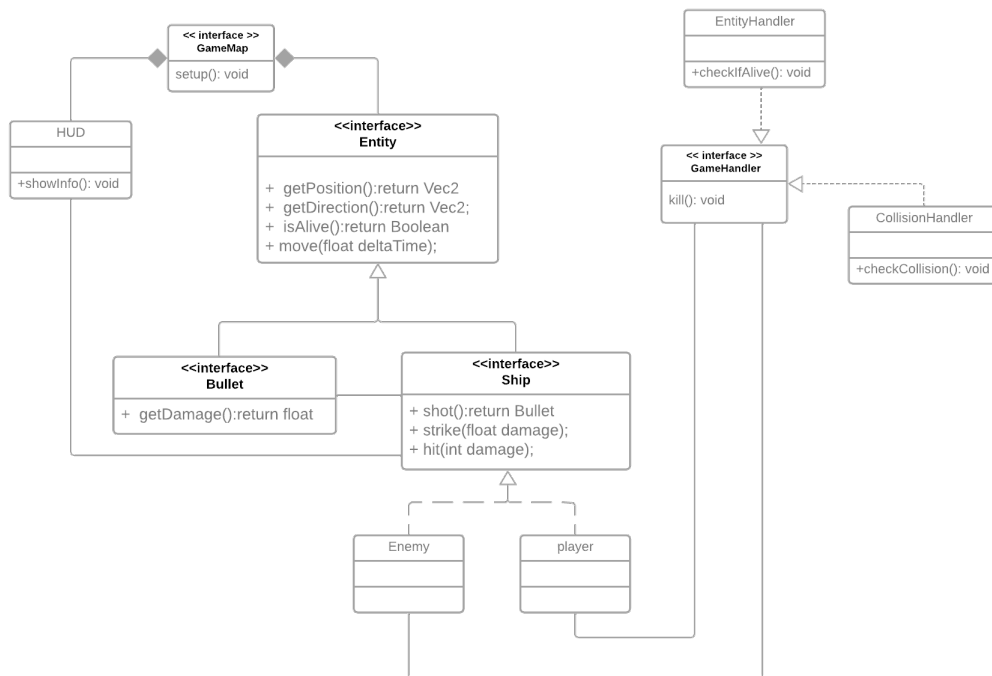 << interface >>
GameMap
setup(): void
HUD
+showInfo(): void
<<interface>>
Entity
+ getPosition():return Vec2
+ getDirection():return Vec2;
+ isAlive():return Boolean
+ move(float deltaTime);
EntityHandler
+checkIfAlive(): void
<< interface >>
GameHandler
kill(): void
CollisionHandler
+checkCollision(): void
<<interface>>
Bullet
+ getDamage():return float
<<interface>>
Ship
+ shot():return Bullet
+ strike(float damage);
+ hit(int damage);
Enemy
player